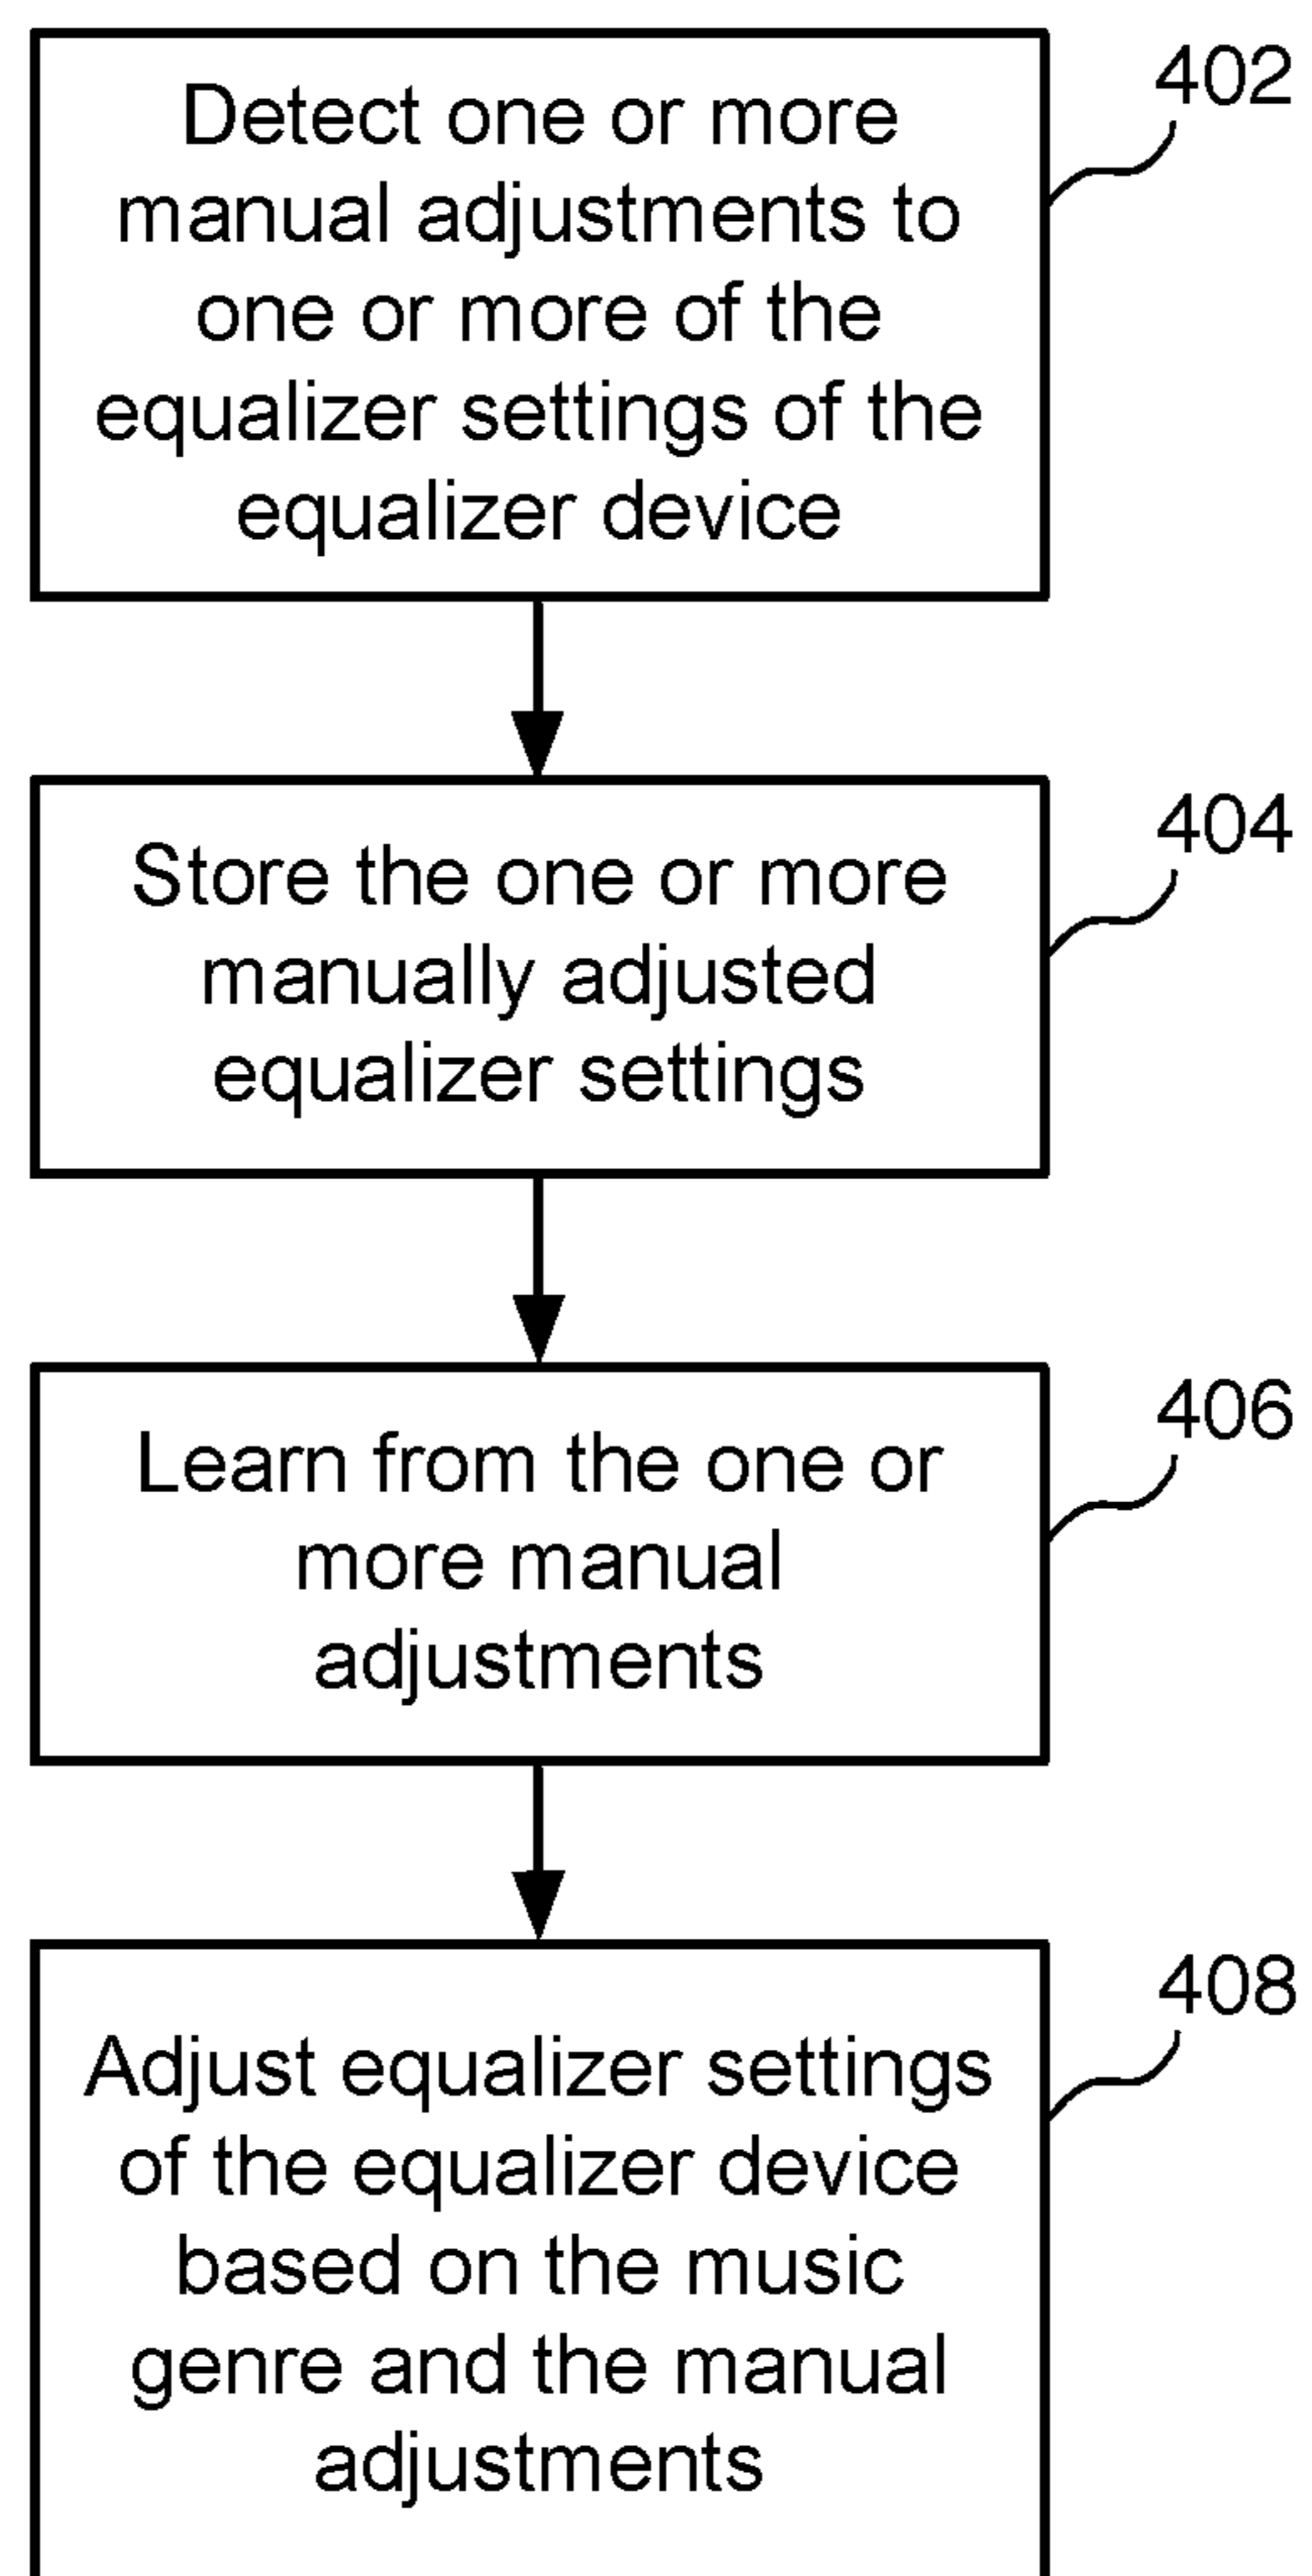 402
Detect one or more
manual adjustments to
one or more of the
equalizer settings of the
equalizer device
404
Store the one or more
manually adjusted
equalizer settings
406
Learn from the one or
more manual
adjustments
408
Adjust equalizer settings
of the equalizer device
based on the music
genre and the manual
adjustments